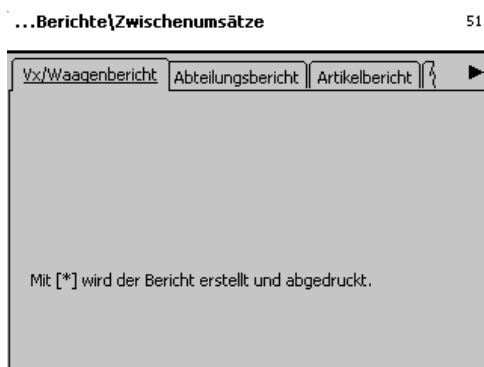 ...Berichte\Zwischenumsätze 51
Vx/Waagenbericht Abteilungsbericht Artikelbericht
Mit [*] wird der Bericht erstellt und abgedruckt.